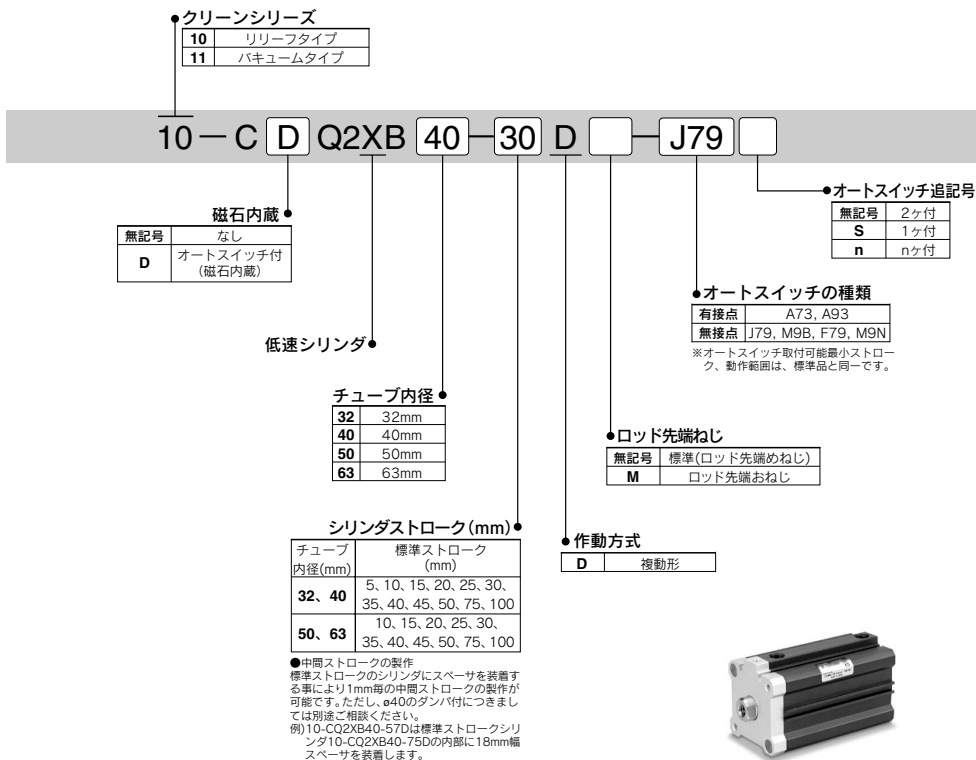 クリーンシリーズ
10 リリーフタイプ
11 バキュームタイプ
10－C D Q2XB 40－30 D －J79
磁石内蔵
無記号 なし
D オートスイッチ付
(磁石内蔵)
低速シリンダ
チューブ内径
32 32mm
40 40mm
50 50mm
63 63mm
シリンダストローク(mm)
チューブ
内径(mm)
標準ストローク
(mm)
32、40
5、10、15、20、25、30、
35、40、45、50、75、100
50、63
10、15、20、25、30、
35、40、45、50、75、100
●中間ストロークの製作
標準ストロークのシリンダにスペーサを装着す
る事により1mm毎の中間ストロークの製作が
可能です。ただし、ø40のダンパ付につきまし
ては別途ご相談ください。
例)10-CQ2XB40-57Dは標準ストロークシリ
ンダ10-CQ2XB40-75Dの内部に18mm幅
スペーサを装着します。
オートスイッチ追記号
無記号 2ヶ付
S 1ヶ付
n nヶ付
オートスイッチの種類
有接点 A73, A93
無接点 J79, M9B, F79, M9N
※オートスイッチ取付可能最小ストロー
ク、動作範囲は、標準品と同一です。
ロッド先端ねじ
無記号 標準(ロッド先端めねじ)
M ロッド先端おねじ
作動方式
D 複動形